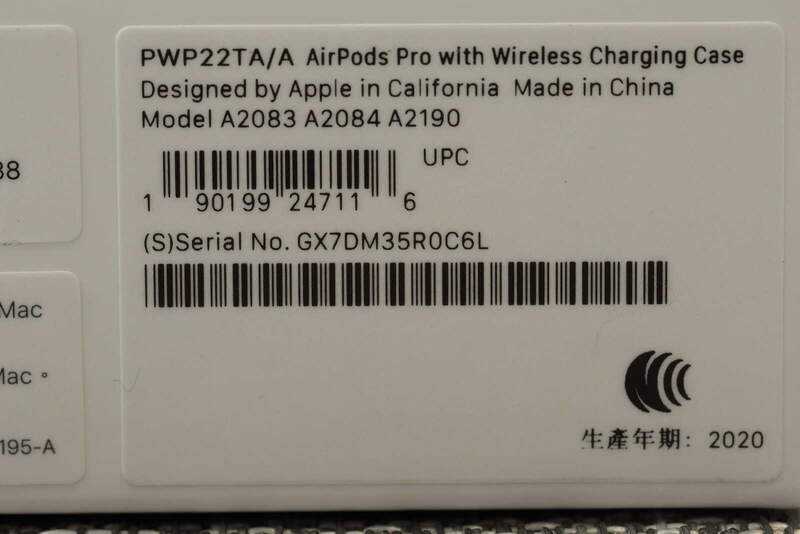 PWP22TA/A AirPods Pro with Wireless Charging Case
Designed by Apple in California Made in China
Model A2083 A2084 A2190
UPC
1 90199 24711 6
(S)Serial No. GX7DM35R0C6L
生產年期: 2020
38
Mac
Mac。
195-A